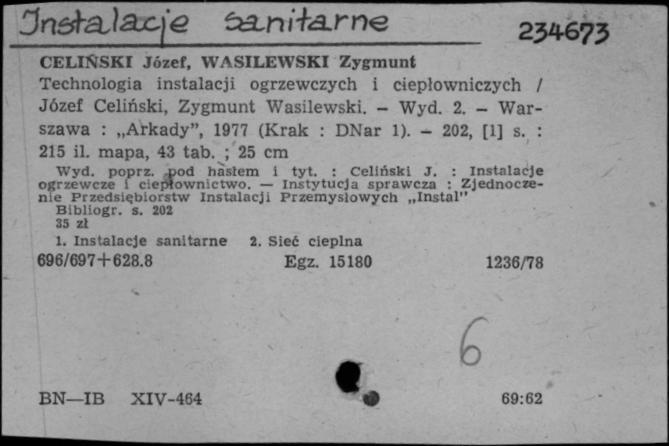 Instalacje sanitarne 234673
CELIŃSKI Józef, WASILEWSKI Zygmunt
Technologia instalacji ogrzewczych i ciepłowniczych /
Józef Celiński, Zygmunt Wasilewski. — Wyd. 2. — War-
szawa : „Arkady”, 1977 (Krak : DNar 1). — 202, [1] s. :
215 il. mapa, 43 tab. ; 25 cm
Wyd. poprz. pod hasłem i tyt. : Celiński J. : Instalacje
ogrzewcze i ciepłownictwo. — Instytucja sprawcza : Zjednocze-
nie Przedsiębiorstw Instalacji Przemysłowych „Instal”
Bibliogr. s. 202
35 zł
1. Instalacje sanitarne 2. Sieć cieplna
696/697+628.8 Egz. 15180 1236/78
6
BN—IB XIV-464 69:62